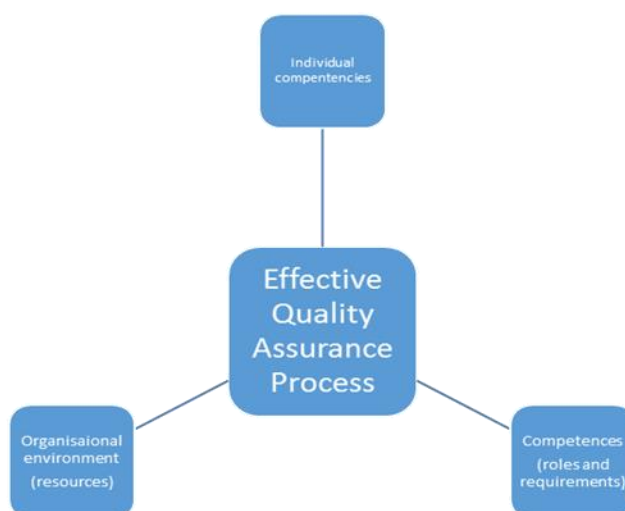 Individual
compentencies
Effective
Quality
Assurance
Process
Organisaional
environment
(resources)
Competences
(roles and
requirements)